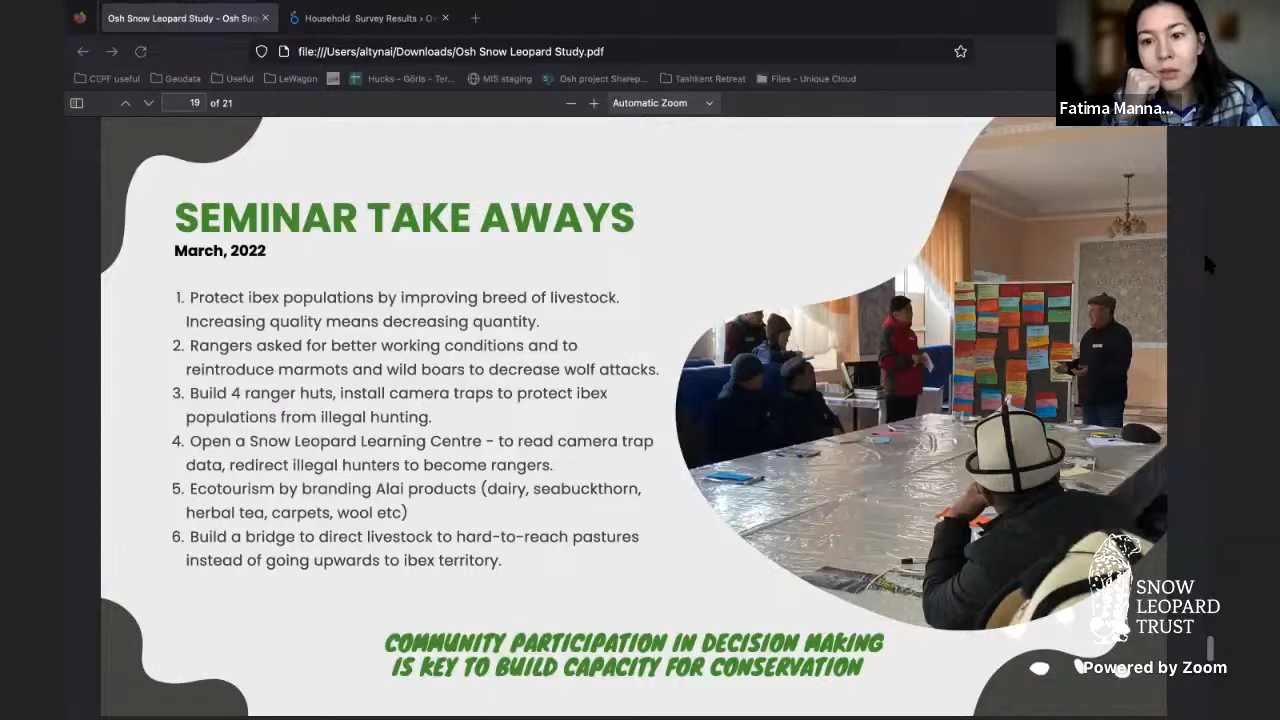 Osh Snow Leopard Study - Osh Sno
Household Survey Results › O
file:///Users/altynai/Downloads/Osh Snow Leopard Study.pdf
CEPF useful
Geodata
Useful
LeWagon
Hucks - Görls - Ter...
MIS staging
Osh project Sharep...
Tashkent Retreat
Files - Unique Cloud
19 of 21
Automatic Zoom
Fatima Manna...
SEMINAR TAKE AWAYS
March, 2022
1. Protect ibex populations by improving breed of livestock.
Increasing quality means decreasing quantity.
2. Rangers asked for better working conditions and to
reintroduce marmots and wild boars to decrease wolf attacks.
3. Build 4 ranger huts, install camera traps to protect ibex
populations from illegal hunting.
4. Open a Snow Leopard Learning Centre - to read camera trap
data, redirect illegal hunters to become rangers.
5. Ecotourism by branding Alai products (dairy, seabuckthorn,
herbal tea, carpets, wool etc)
6. Build a bridge to direct livestock to hard-to-reach pastures
instead of going upwards to ibex territory.
COMMUNITY PARTICIPATION IN DECISION MAKING
IS KEY TO BUILD CAPACITY FOR CONSERVATION
SNOW
LEOPARD
TRUST
Powered by Zoom